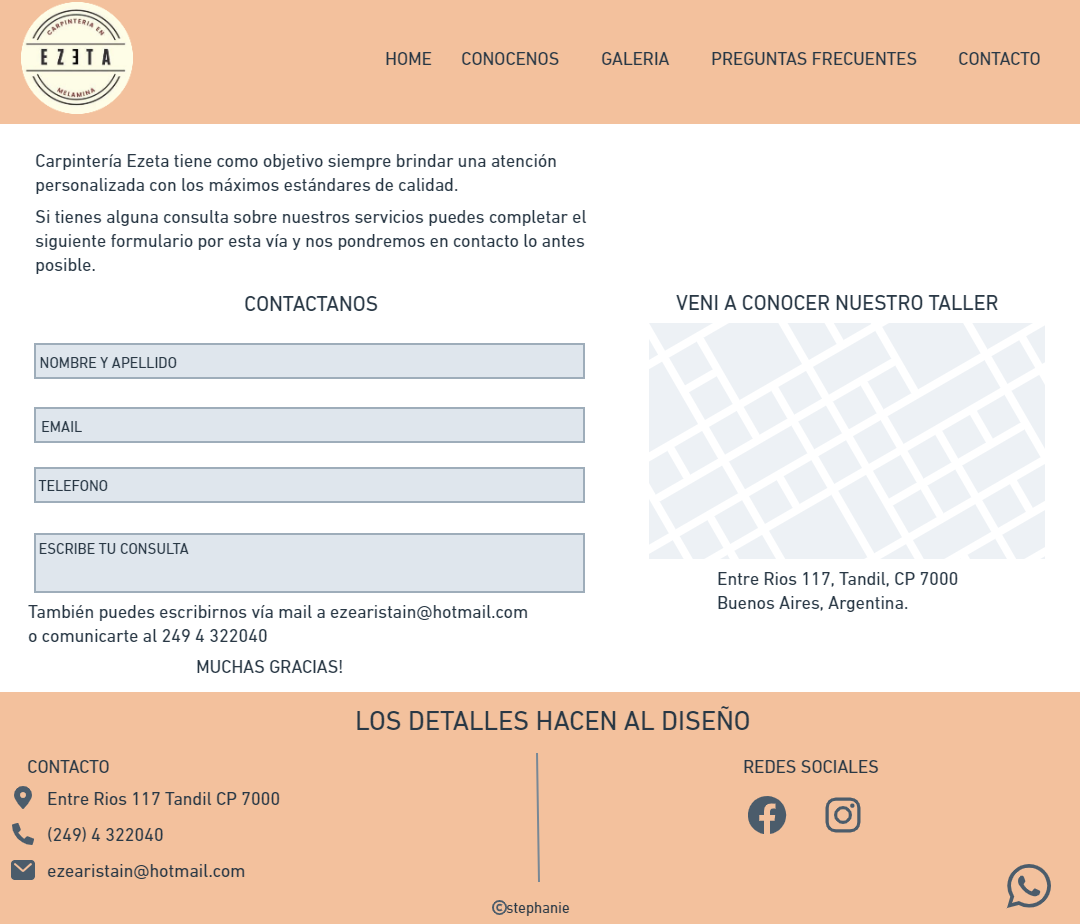 CARPINTERIA EN
EZETA
MELAMINA
HOME CONOCENOS GALERIA PREGUNTAS FRECUENTES CONTACTO
Carpintería Ezeta tiene como objetivo siempre brindar una atención
personalizada con los máximos estándares de calidad.
Si tienes alguna consulta sobre nuestros servicios puedes completar el
siguiente formulario por esta vía y nos pondremos en contacto lo antes
posible.
CONTACTANOS
NOMBRE Y APELLIDO
EMAIL
TELEFONO
ESCRIBE TU CONSULTA
También puedes escribirnos vía mail a ezearistain@hotmail.com
o comunicarte al 249 4 322040
MUCHAS GRACIAS!
VENI A CONOCER NUESTRO TALLER
Entre Rios 117, Tandil, CP 7000
Buenos Aires, Argentina.
LOS DETALLES HACEN AL DISEÑO
CONTACTO
Entre Rios 117 Tandil CP 7000
(249) 4 322040
ezearistain@hotmail.com
REDES SOCIALES
©stephanie